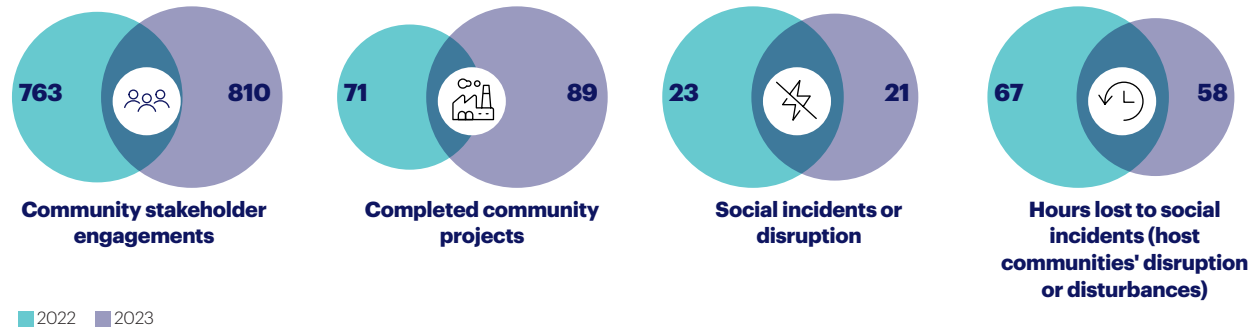 763 810
71 89
23 21
67 58
Community stakeholder
engagements
Completed community
projects
Social incidents or
disruption
Hours lost to social
incidents (host
communities' disruption
or disturbances)
2022 2023